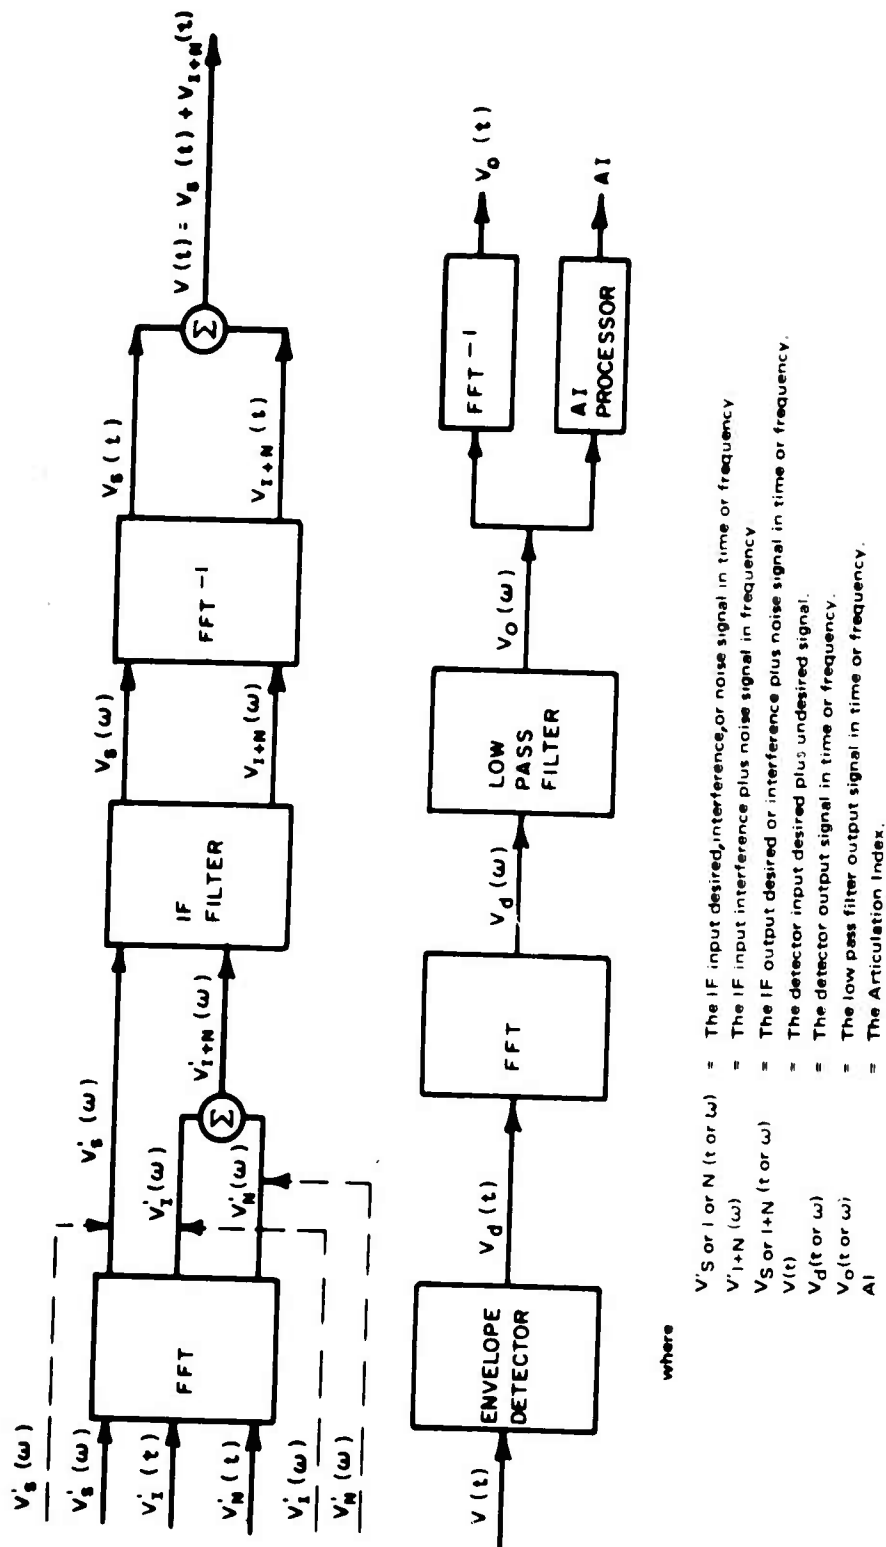 V'S (ω)
V'S (ω)
V'I (t)
V'N (t)
V'I (ω)
V'N (ω)
FFT
V'S (ω)
V'I (ω)
V'N (ω)
Σ
V'I+N (ω)
IF
FILTER
VS (ω)
VI+N (ω)
FFT-1
VS (t)
VI+N (t)
Σ
V(t) = VS (t) + VI+N (t)
V (t)
ENVELOPE
DETECTOR
Vd (t)
FFT
Vd (ω)
LOW
PASS
FILTER
VO (ω)
FFT-1
VO (t)
AI
PROCESSOR
AI
where
V'S or I or N (t or ω) = The IF input desired, interference, or noise signal in time or frequency
V'I+N (ω) = The IF input interference plus noise signal in frequency
VS or I+N (t or ω) = The IF output desired or interference plus noise signal in time or frequency.
V(t) = The detector input desired plus undesired signal.
Vd(t or ω) = The detector output signal in time or frequency.
Vo(t or ω) = The low pass filter output signal in time or frequency.
AI = The Articulation Index.